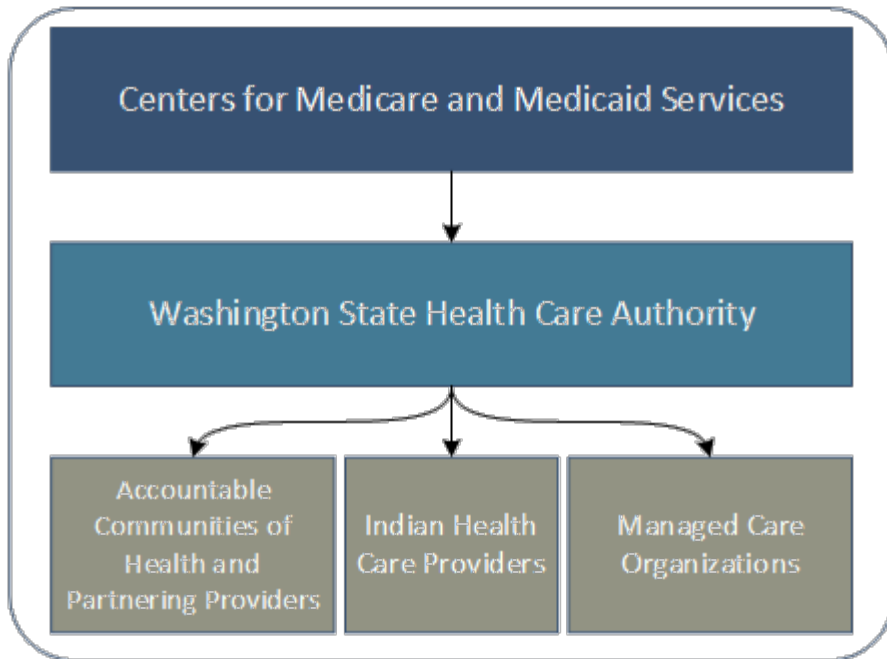 Centers for Medicare and Medicaid Services
Washington State Health Care Authority
Accountable
Communities of
Health and
Partnering Providers
Indian Health
Care Providers
Managed Care
Organizations